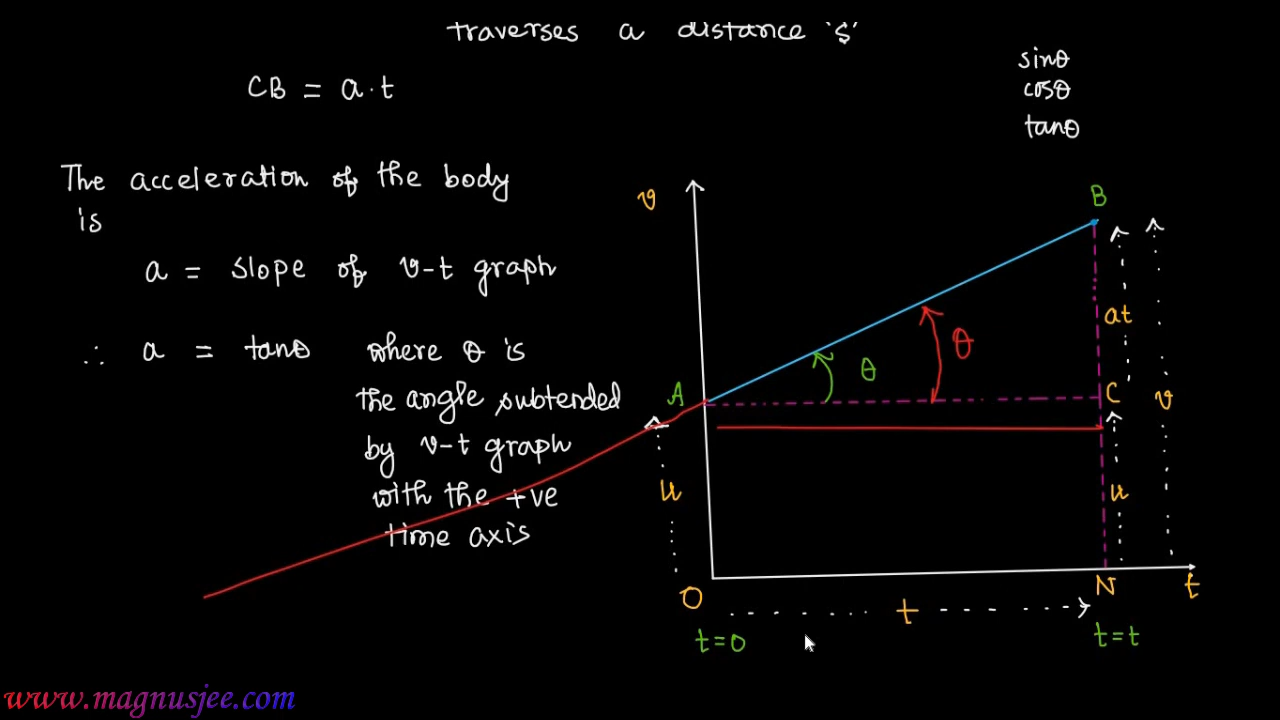 traverses a distance 's'
CB = a.t
sinθ
cosθ
tanθ
The acceleration of the body
is
a = slope of v-t graph
∴ a = tanθ where θ is
the angle subtended
by v-t graph
with the +ve
time axis
v
B
at
θ
θ
A
C
v
u
u
O
N
t
t
t=0
t=t
www.magnusjee.com